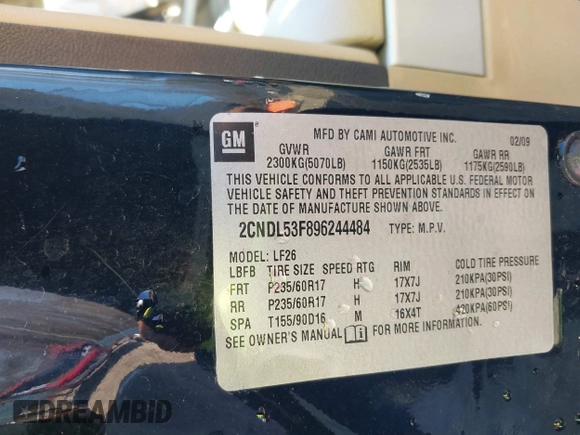 GM
MFD BY CAMI AUTOMOTIVE INC. 02/09
GVWR GAWR FRT GAWR RR
2300KG(5070LB) 1150KG(2535LB) 1175KG(2590LB)
THIS VEHICLE CONFORMS TO ALL APPLICABLE U.S. FEDERAL MOTOR
VEHICLE SAFETY AND THEFT PREVENTION STANDARDS IN EFFECT ON
THE DATE OF MANUFACTURE SHOWN ABOVE.
2CNDL53F896244484 TYPE: M.P.V.
MODEL: LF26
LBFB TIRE SIZE SPEED RTG RIM COLD TIRE PRESSURE
FRT P235/60R17 H 17X7J 210KPA(30PSI)
RR P235/60R17 H 17X7J 210KPA(30PSI)
SPA T155/90D16 M 16X4T 420KPA(60PSI)
SEE OWNER'S MANUAL FOR MORE INFORMATION
DREAMBID